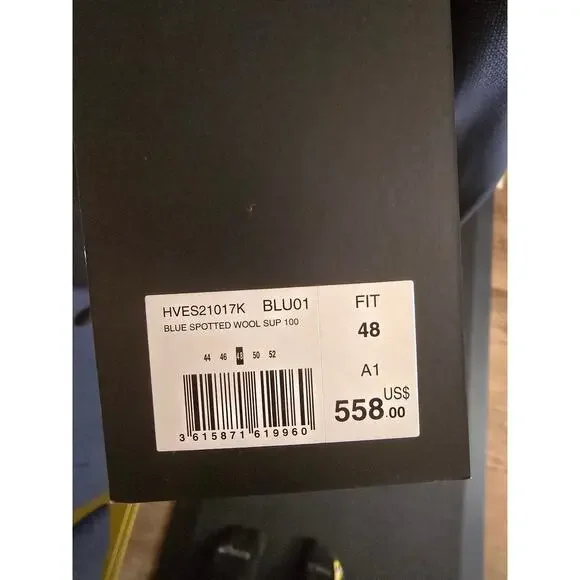 HVES21017K BLU01
BLUE SPOTTED WOOL SUP 100
44 46 48 50 52
3 615871 619960
FIT
48
A1
US$
558.00